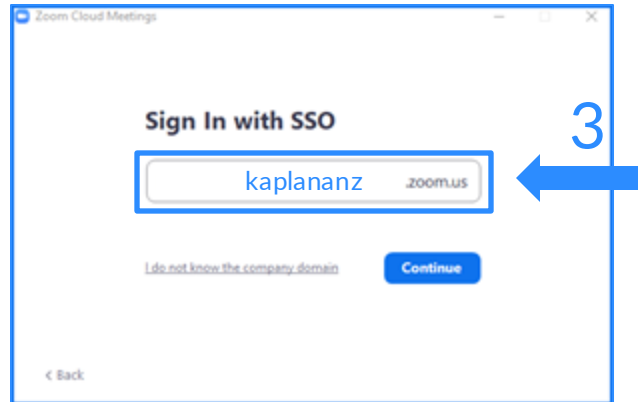 Zoom Cloud Meetings
Sign In with SSO
3
kaplananz .zoom.us
I do not know the company domain
Continue
< Back